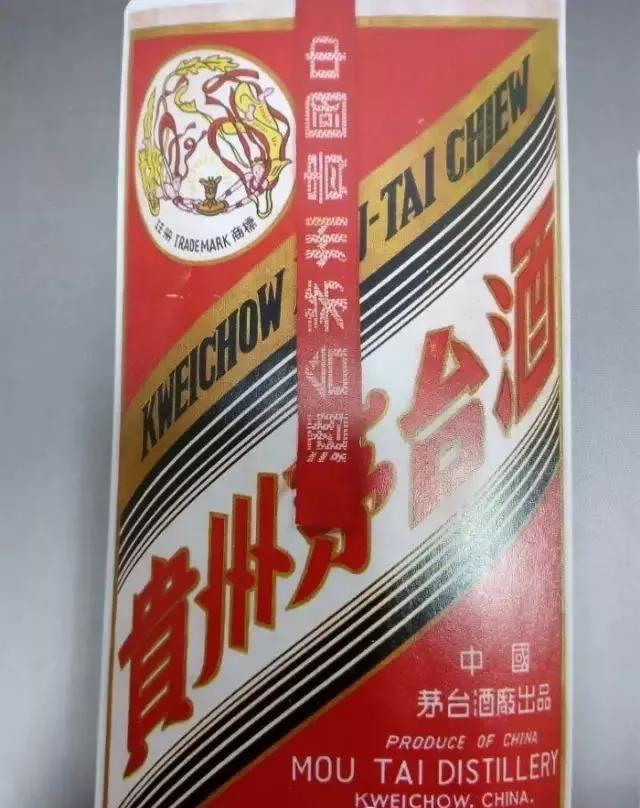 註册 TRADEMARK 商標
KWEICHOW -TAI CHIEW
貴州茅台酒
中國
茅台酒廠出品
PRODUCE OF CHINA
MOU TAI DISTILLERY
KWEICHOW, CHINA.